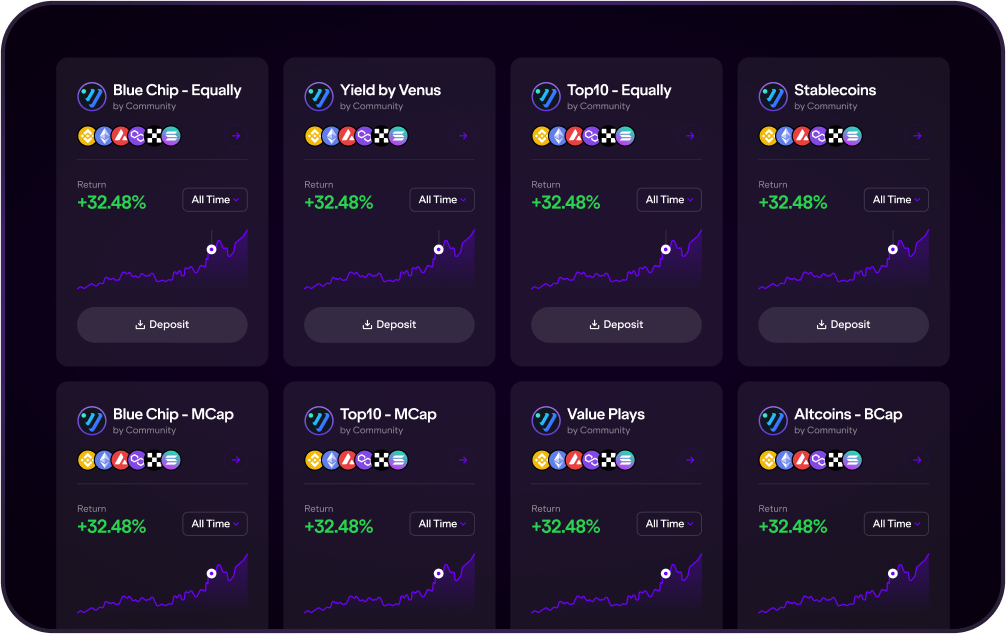 Blue Chip - Equally
by Community
Return
+32.48%
All Time
Deposit
Yield by Venus
by Community
Return
+32.48%
All Time
Deposit
Top10 - Equally
by Community
Return
+32.48%
All Time
Deposit
Stablecoins
by Community
Return
+32.48%
All Time
Deposit
Blue Chip - MCap
by Community
Return
+32.48%
All Time
Top10 - MCap
by Community
Return
+32.48%
All Time
Value Plays
by Community
Return
+32.48%
All Time
Altcoins - BCap
by Community
Return
+32.48%
All Time